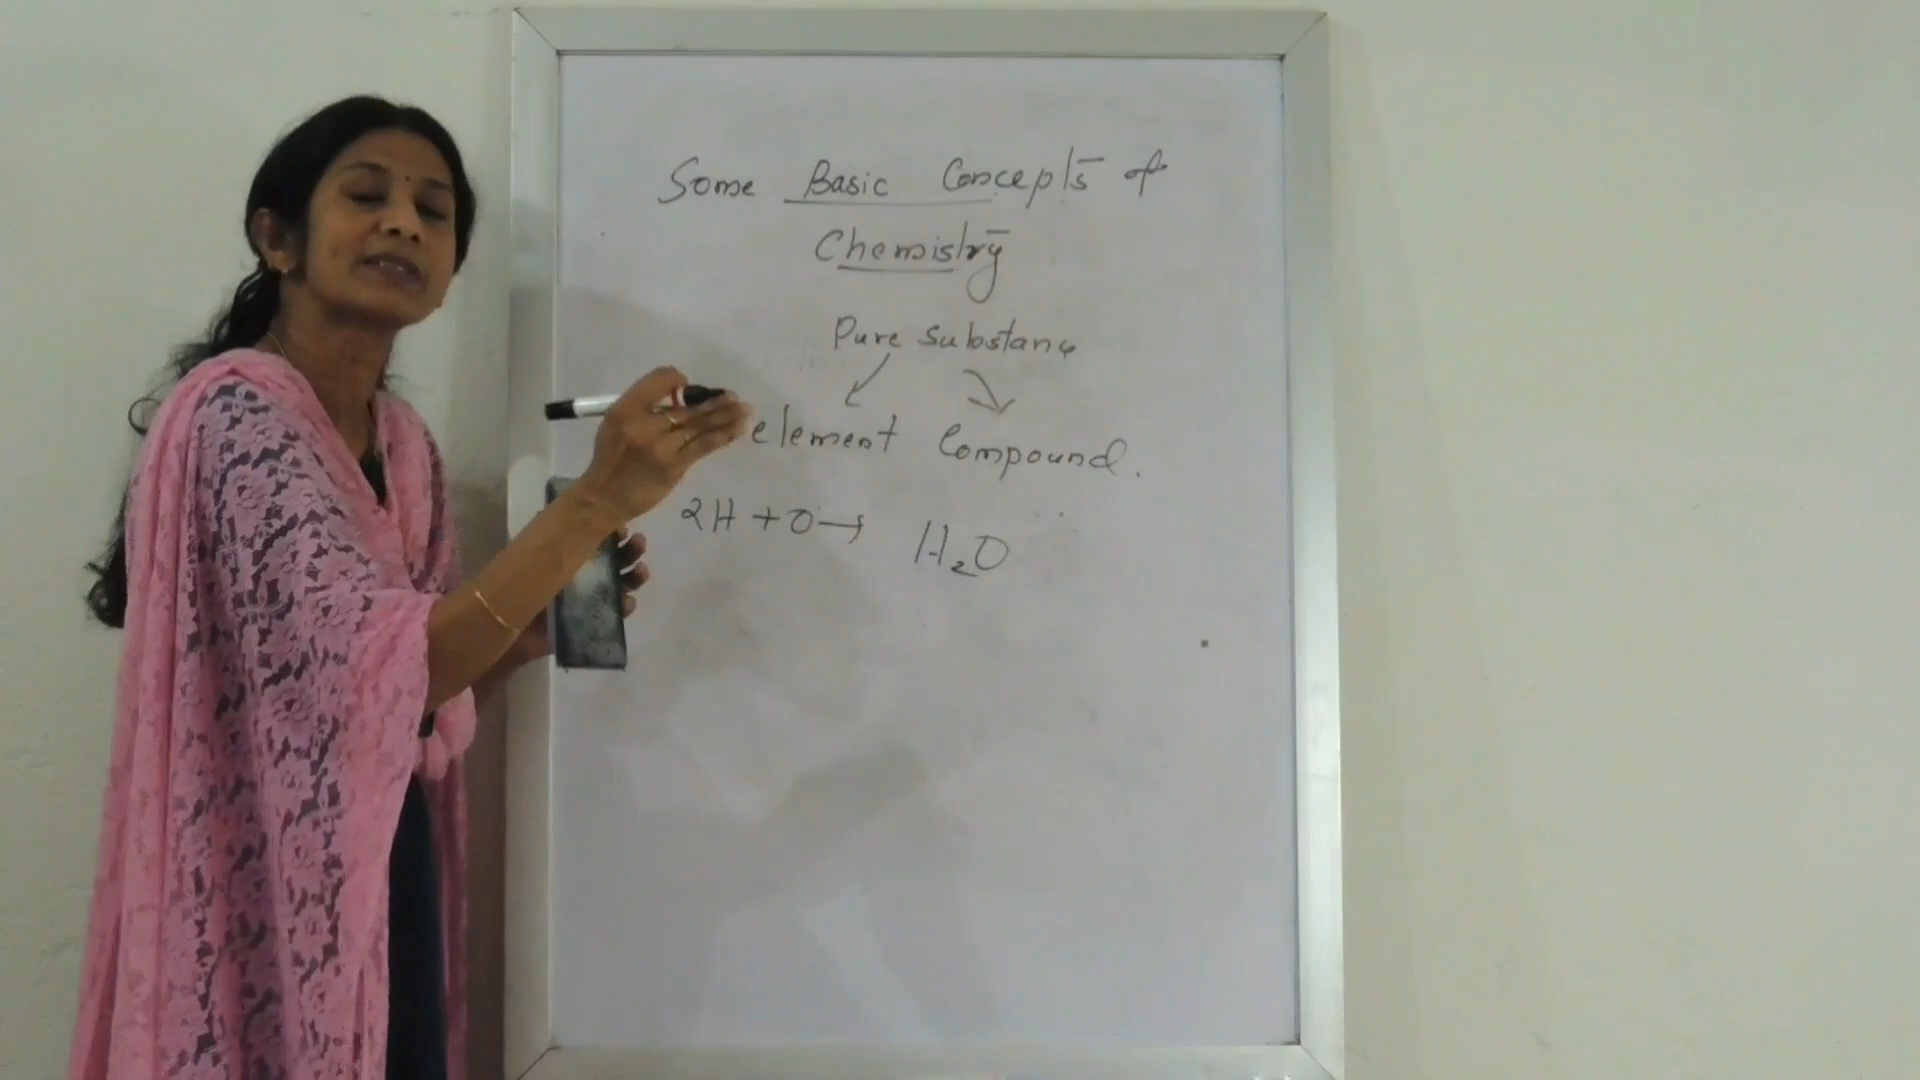 Some Basic Concepts of
Chemistry
Pure substance
element Compound.
2H + O → H₂O